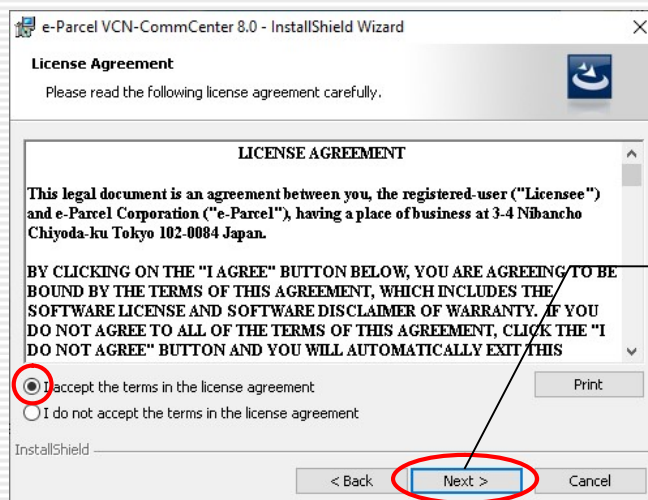 e-Parcel VCN-CommCenter 8.0 - InstallShield Wizard
License Agreement
Please read the following license agreement carefully.
LICENSE AGREEMENT
This legal document is an agreement between you, the registered-user ("Licensee")
and e-Parcel Corporation ("e-Parcel"), having a place of business at 3-4 Nibancho
Chiyoda-ku Tokyo 102-0084 Japan.
BY CLICKING ON THE "I AGREE" BUTTON BELOW, YOU ARE AGREEING TO BE
BOUND BY THE TERMS OF THIS AGREEMENT, WHICH INCLUDES THE
SOFTWARE LICENSE AND SOFTWARE DISCLAIMER OF WARRANTY. IF YOU
DO NOT AGREE TO ALL OF THE TERMS OF THIS AGREEMENT, CLICK THE "I
DO NOT AGREE" BUTTON AND YOU WILL AUTOMATICALLY EXIT THIS
I accept the terms in the license agreement
Print
I do not accept the terms in the license agreement
InstallShield
< Back
Next >
Cancel